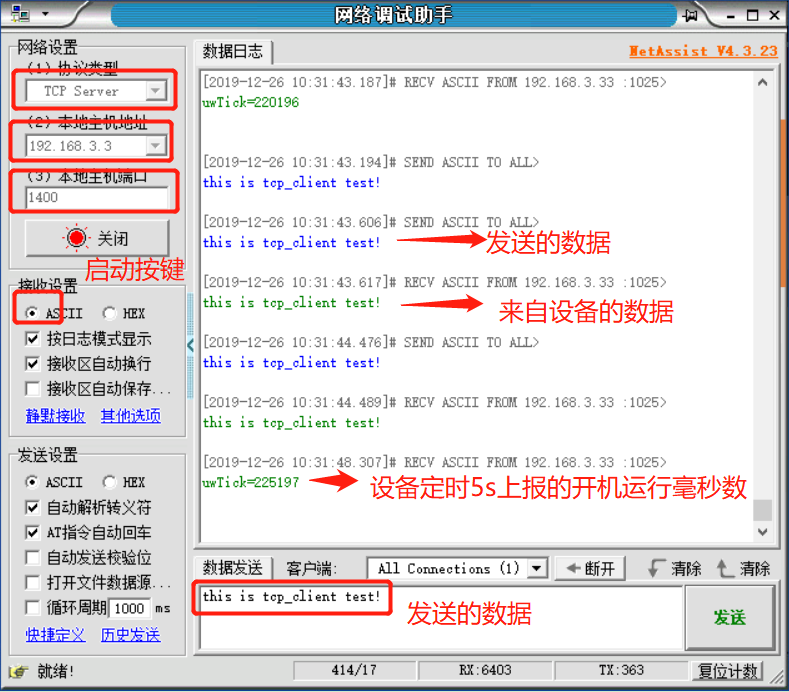 网络调试助手
网络设置
(1) 协议类型
TCP Server
(2) 本地主机地址
192.168.3.3
(3) 本地主机端口
1400
关闭
启动按键
接收设置
ASCII HEX
按日志模式显示
接收区自动换行
接收区自动保存...
静默接收 其他选项
发送设置
ASCII HEX
自动解析转义符
AT指令自动回车
自动发送校验位
打开文件数据源...
循环周期 1000 ms
快捷定义 历史发送
数据日志 NetAssist V4.3.23
[2019-12-26 10:31:43.187]# RECV ASCII FROM 192.168.3.33 :1025>
uwTick=220196
[2019-12-26 10:31:43.194]# SEND ASCII TO ALL>
this is tcp_client test!
[2019-12-26 10:31:43.606]# SEND ASCII TO ALL>
this is tcp_client test! 发送的数据
[2019-12-26 10:31:43.617]# RECV ASCII FROM 192.168.3.33 :1025>
this is tcp_client test! 来自设备的数据
[2019-12-26 10:31:44.476]# SEND ASCII TO ALL>
this is tcp_client test!
[2019-12-26 10:31:44.489]# RECV ASCII FROM 192.168.3.33 :1025>
this is tcp_client test!
[2019-12-26 10:31:48.307]# RECV ASCII FROM 192.168.3.33 :1025>
uwTick=225197 设备定时5s上报的开机运行毫秒数
数据发送 客户端: All Connections (1) 断开 清除 清除
this is tcp_client test!
发送的数据
发送
就绪! 414/17 RX:6403 TX:363 复位计数